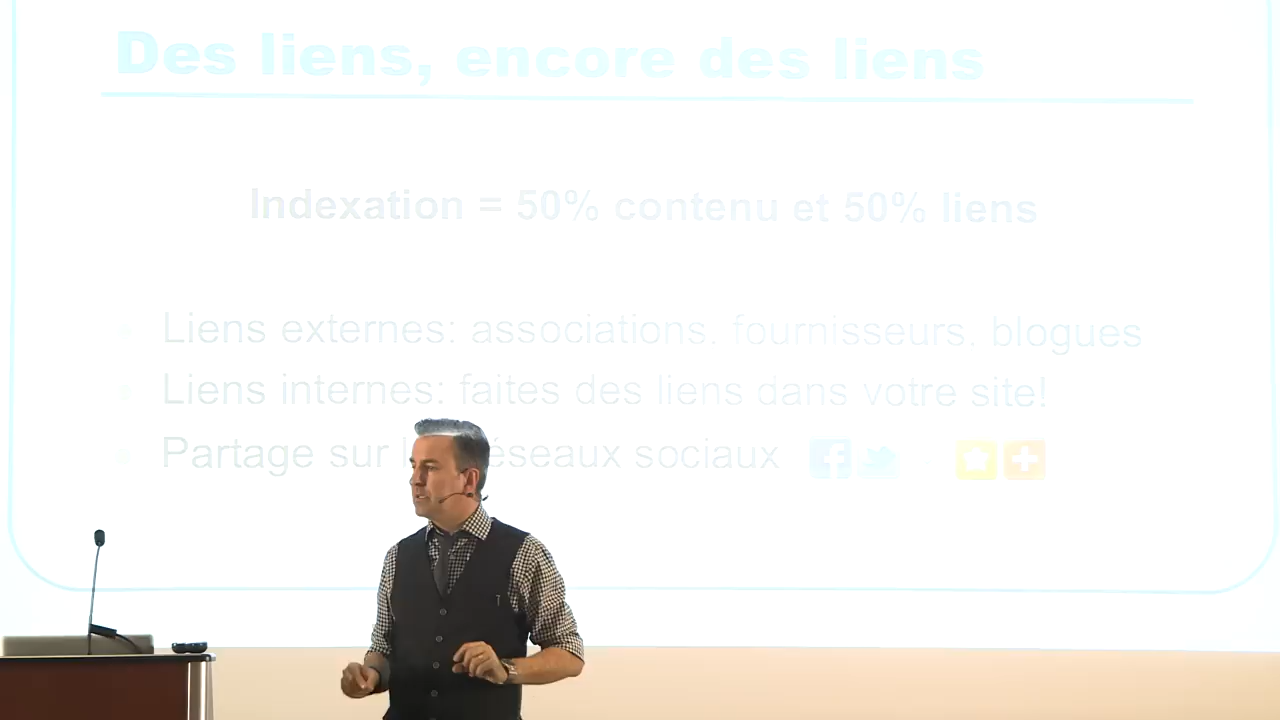 Des liens, encore des liens
Indexation = 50% contenu et 50% liens
Liens externes: associations, fournisseurs, blogues
Liens internes: faites des liens dans votre site!
Partage sur réseaux sociaux